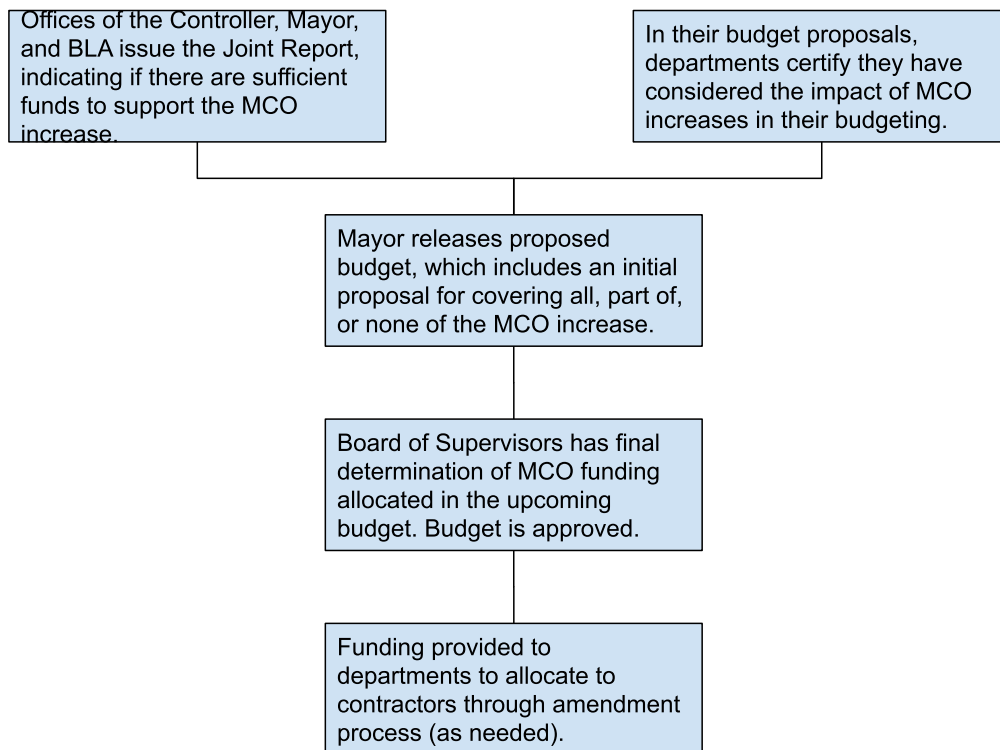 Offices of the Controller, Mayor,
and BLA issue the Joint Report,
indicating if there are sufficient
funds to support the MCO
increase.
In their budget proposals,
departments certify they have
considered the impact of MCO
increases in their budgeting.
Mayor releases proposed
budget, which includes an initial
proposal for covering all, part of,
or none of the MCO increase.
Board of Supervisors has final
determination of MCO funding
allocated in the upcoming
budget. Budget is approved.
Funding provided to
departments to allocate to
contractors through amendment
process (as needed).